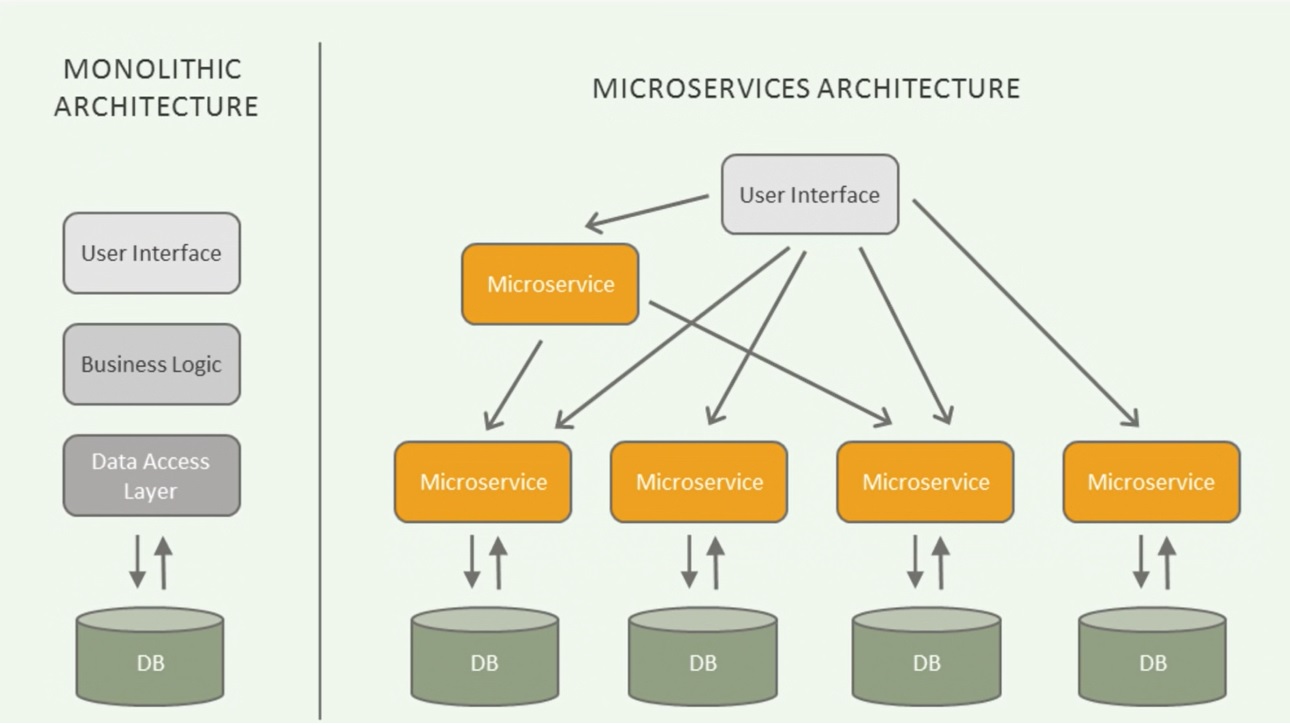 MONOLITHIC
ARCHITECTURE
User Interface
Business Logic
Data Access
Layer
DB
MICROSERVICES ARCHITECTURE
User Interface
Microservice
Microservice
Microservice
Microservice
Microservice
DB
DB
DB
DB